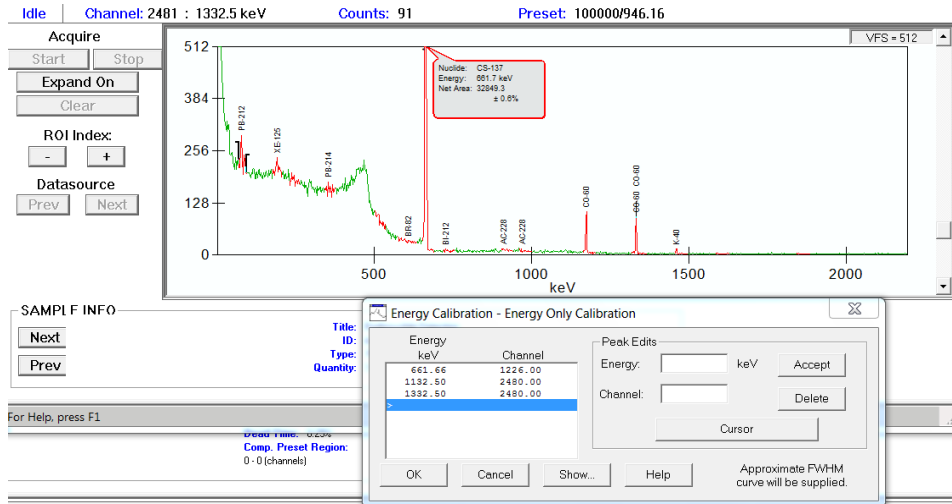 Idle Channel: 2481 : 1332.5 keV Counts: 91 Preset: 100000/946.16
Acquire
Start Stop
Expand On
Clear
ROI Index:
- +
Datasource
Prev Next
VFS = 512
512
384
256
128
0
PB-212
XE-125
PB-214
BR-82
BI-212
AC-228
AC-228
CO-60
CO-60 CO-60
K-40
Nuclide: CS-137
Energy: 661.7 keV
Net Area: 32849.3
± 0.6%
500 1000 1500 2000
keV
SAMPLE INFO
Next
Prev
Title:
ID:
Type:
Quantity:
For Help, press F1
Dead Time: 0.23%
Comp. Preset Region:
0 - 0 (channels)
Energy Calibration - Energy Only Calibration
Energy
keV Channel
661.66 1226.00
1132.50 2480.00
1332.50 2480.00
>
Peak Edits
Energy: keV Accept
Channel: Delete
Cursor
OK Cancel Show... Help
Approximate FWHM
curve will be supplied.